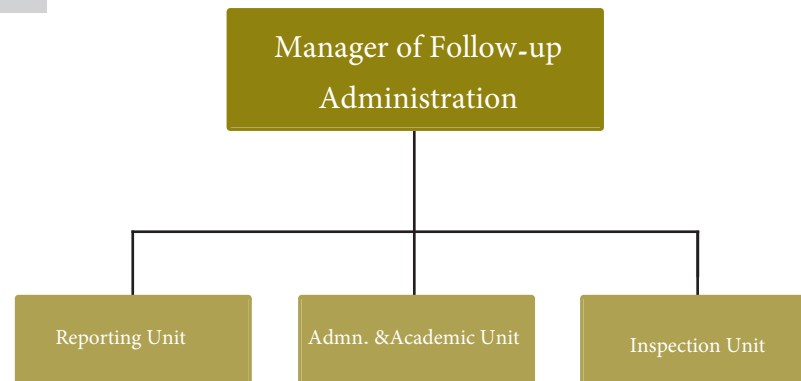 Manager of Follow-up
Administration
Reporting Unit
Admn. &Academic Unit
Inspection Unit